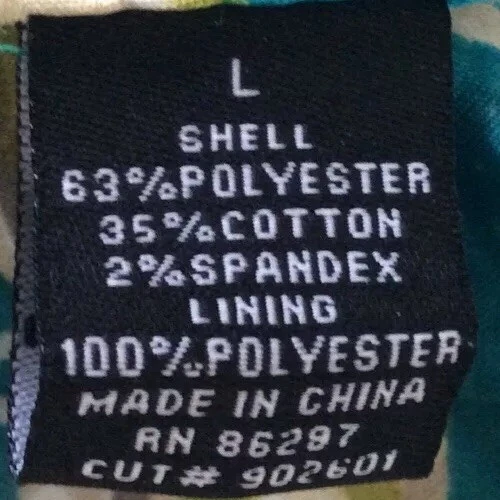 L
SHELL
63%POLYESTER
35%COTTON
2%SPANDEX
LINING
100%POLYESTER
MADE IN CHINA
RN 86297
CUT# 902601